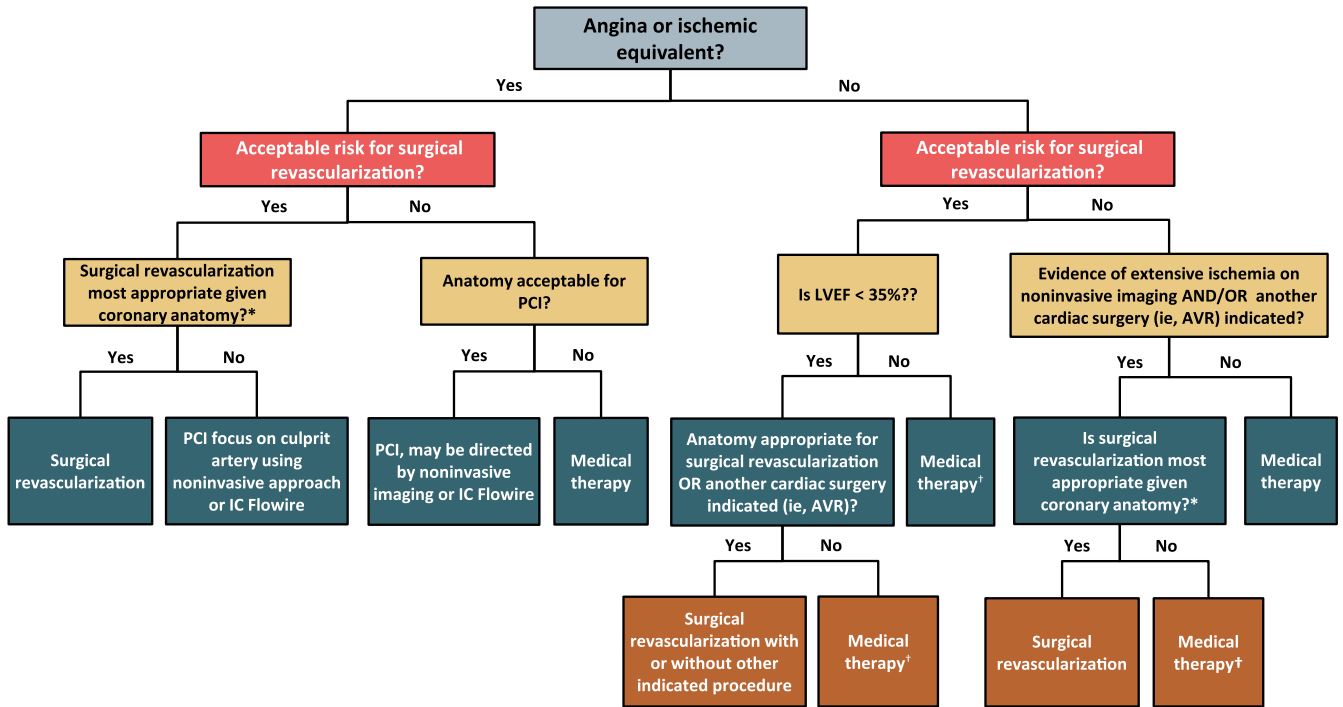 Angina or ischemic
equivalent?
Yes
No
Acceptable risk for surgical
revascularization?
Acceptable risk for surgical
revascularization?
Yes
No
Yes
No
Surgical revascularization
most appropriate given
coronary anatomy?*
Anatomy acceptable for
PCI?
Is LVEF < 35%??
Evidence of extensive ischemia on
noninvasive imaging AND/OR another
cardiac surgery (ie, AVR) indicated?
Yes
No
Yes
No
Yes
No
Yes
No
Surgical
revascularization
PCI focus on culprit
artery using
noninvasive approach
or IC Flowire
PCI, may be directed
by noninvasive
imaging or IC Flowire
Medical
therapy
Anatomy appropriate for
surgical revascularization
OR another cardiac surgery
indicated (ie, AVR)?
Medical
therapy†
Is surgical
revascularization most
appropriate given
coronary anatomy?*
Medical
therapy
Yes
No
Yes
No
Surgical
revascularization with
or without other
indicated procedure
Medical
therapy†
Surgical
revascularization
Medical
therapy†